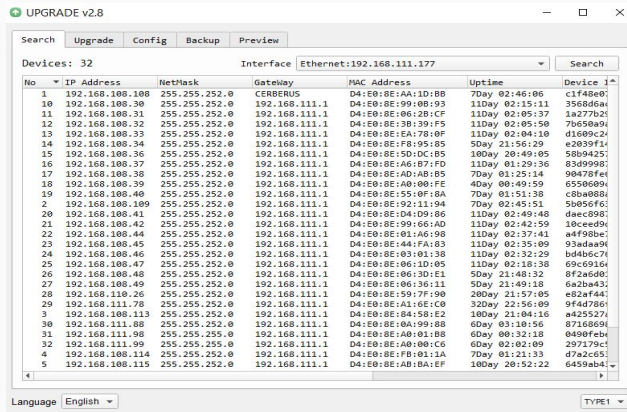 UPGRADE v2.8
Search Upgrade Config Backup Preview
Devices: 32 Interface Ethernet:192.168.111.177 Search
No IP Address NetMask GateWay MAC Address Uptime Device I
1 192.168.108.108 255.255.252.0 CERBERUS D4:E0:8E:AA:1D:BB 7Day 02:46:06 c1f48e07
10 192.168.108.30 255.255.252.0 192.168.111.1 D4:E0:8E:99:0B:93 11Day 02:15:11 3568d6ac
11 192.168.108.31 255.255.252.0 192.168.111.1 D4:E0:8E:06:2B:CF 11Day 02:05:37 1a277b29
12 192.168.108.32 255.255.252.0 192.168.111.1 D4:E0:8E:3B:39:F5 11Day 02:05:50 7b650a9a
13 192.168.108.33 255.255.252.0 192.168.111.1 D4:E0:8E:EA:78:0F 11Day 02:04:10 d1609c24
14 192.168.108.34 255.255.252.0 192.168.111.1 D4:E0:8E:F8:95:85 5Day 21:56:29 e2039f14
15 192.168.108.36 255.255.252.0 192.168.111.1 D4:E0:8E:5D:DC:B5 10Day 20:49:05 58b94257
16 192.168.108.37 255.255.252.0 192.168.111.1 D4:E0:8E:A6:B7:FD 11Day 01:29:36 83d99987
17 192.168.108.38 255.255.252.0 192.168.111.1 D4:E0:8E:AD:AB:B5 7Day 01:25:14 90478fe
18 192.168.108.39 255.255.252.0 192.168.111.1 D4:E0:8E:A0:00:FE 4Day 00:49:59 6550609
19 192.168.108.40 255.255.252.0 192.168.111.1 D4:E0:8E:55:0F:8A 7Day 01:51:38 c8ba088
2 192.168.108.109 255.255.252.0 192.168.111.1 D4:E0:8E:92:11:94 7Day 02:45:51 5b056f63
20 192.168.108.41 255.255.252.0 192.168.111.1 D4:E0:8E:D4:D9:86 11Day 02:49:48 daec8987
21 192.168.108.42 255.255.252.0 192.168.111.1 D4:E0:8E:99:66:AD 11Day 02:42:59 10ceed9
22 192.168.108.44 255.255.252.0 192.168.111.1 D4:E0:8E:01:A6:98 11Day 02:37:41 a4f98be
23 192.168.108.45 255.255.252.0 192.168.111.1 D4:E0:8E:44:FA:83 11Day 02:35:09 93adaa9
24 192.168.108.46 255.255.252.0 192.168.111.1 D4:E0:8E:03:01:38 11Day 02:32:29 bd4b6c7
25 192.168.108.47 255.255.252.0 192.168.111.1 D4:E0:8E:06:1D:05 11Day 02:18:38 69c6916
26 192.168.108.48 255.255.252.0 192.168.111.1 D4:E0:8E:06:3D:E1 5Day 21:48:32 8f2a6d0
27 192.168.108.49 255.255.252.0 192.168.111.1 D4:E0:8E:06:36:11 5Day 21:49:18 6a2ba43
28 192.168.110.26 255.255.252.0 192.168.111.1 D4:E0:8E:59:7F:90 20Day 21:57:05 e82af447
29 192.168.111.78 255.255.252.0 192.168.111.1 D4:E0:8E:A1:6E:C0 32Day 22:56:09 9f4d7869
3 192.168.108.113 255.255.252.0 192.168.111.1 D4:E0:8E:84:58:E2 10Day 21:04:16 a425527
30 192.168.111.88 255.255.252.0 192.168.111.1 D4:E0:8E:0A:99:88 6Day 03:10:56 8716869
31 192.168.111.98 255.255.252.0 192.168.111.1 D4:E0:8E:A0:01:B8 6Day 00:32:18 0490feb
32 192.168.111.99 255.255.252.0 192.168.111.1 D4:E0:8E:A0:00:C6 6Day 02:02:09 297179c
4 192.168.108.114 255.255.252.0 192.168.111.1 D4:E0:8E:FB:01:1A 7Day 01:21:33 d7a2c65
5 192.168.108.115 255.255.252.0 192.168.111.1 D4:E0:8E:AB:BA:EF 10Day 20:52:22 6459ab43
Language English TYPE1